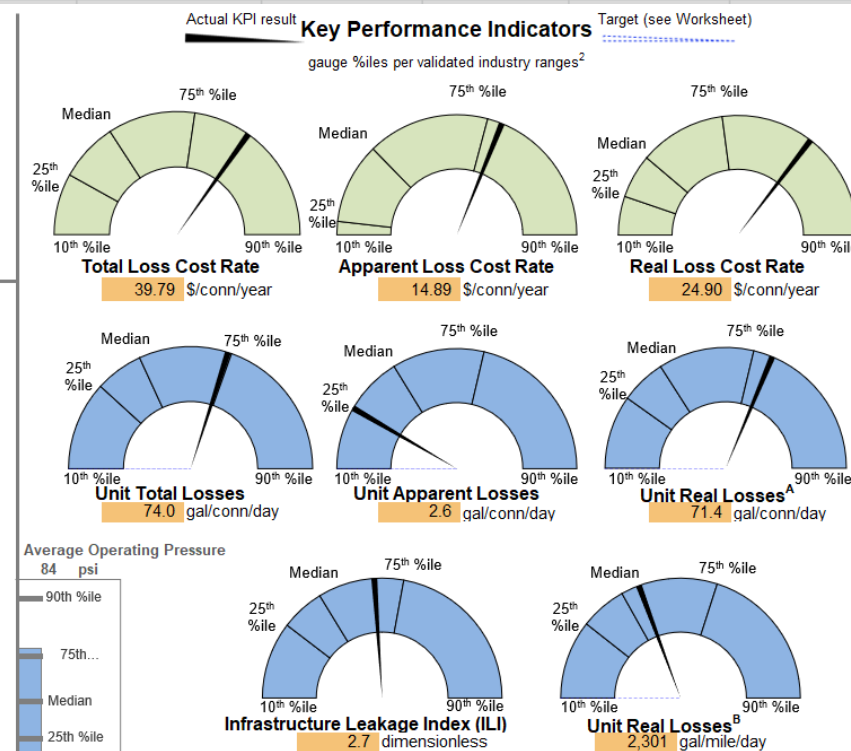 Actual KPI result
Key Performance Indicators
Target (see Worksheet)
gauge %iles per validated industry ranges²
75ᵗʰ %ile
Median
25ᵗʰ
%ile
10ᵗʰ %ile
90ᵗʰ %ile
Total Loss Cost Rate
39.79 $/conn/year
75ᵗʰ %ile
Median
25ᵗʰ
%ile
10ᵗʰ %ile
90ᵗʰ %ile
Apparent Loss Cost Rate
14.89 $/conn/year
75ᵗʰ %ile
Median
25ᵗʰ
%ile
10ᵗʰ %ile
90ᵗʰ %ile
Real Loss Cost Rate
24.90 $/conn/year
75ᵗʰ %ile
Median
25ᵗʰ
%ile
10ᵗʰ %ile
90ᵗʰ %ile
Unit Total Losses
74.0 gal/conn/day
75ᵗʰ %ile
Median
25ᵗʰ
%ile
10ᵗʰ %ile
90ᵗʰ %ile
Unit Apparent Losses
2.6 gal/conn/day
75ᵗʰ %ile
Median
25ᵗʰ
%ile
10ᵗʰ %ile
90ᵗʰ %ile
Unit Real Lossesᴬ
71.4 gal/conn/day
Average Operating Pressure
84 psi
90th %ile
75th...
Median
25th %ile
75ᵗʰ %ile
Median
25ᵗʰ
%ile
10ᵗʰ %ile
90ᵗʰ %ile
Infrastructure Leakage Index (ILI)
2.7 dimensionless
75ᵗʰ %ile
Median
25ᵗʰ
%ile
10ᵗʰ %ile
90ᵗʰ %ile
Unit Real Lossesᴮ
2,301 gal/mile/day